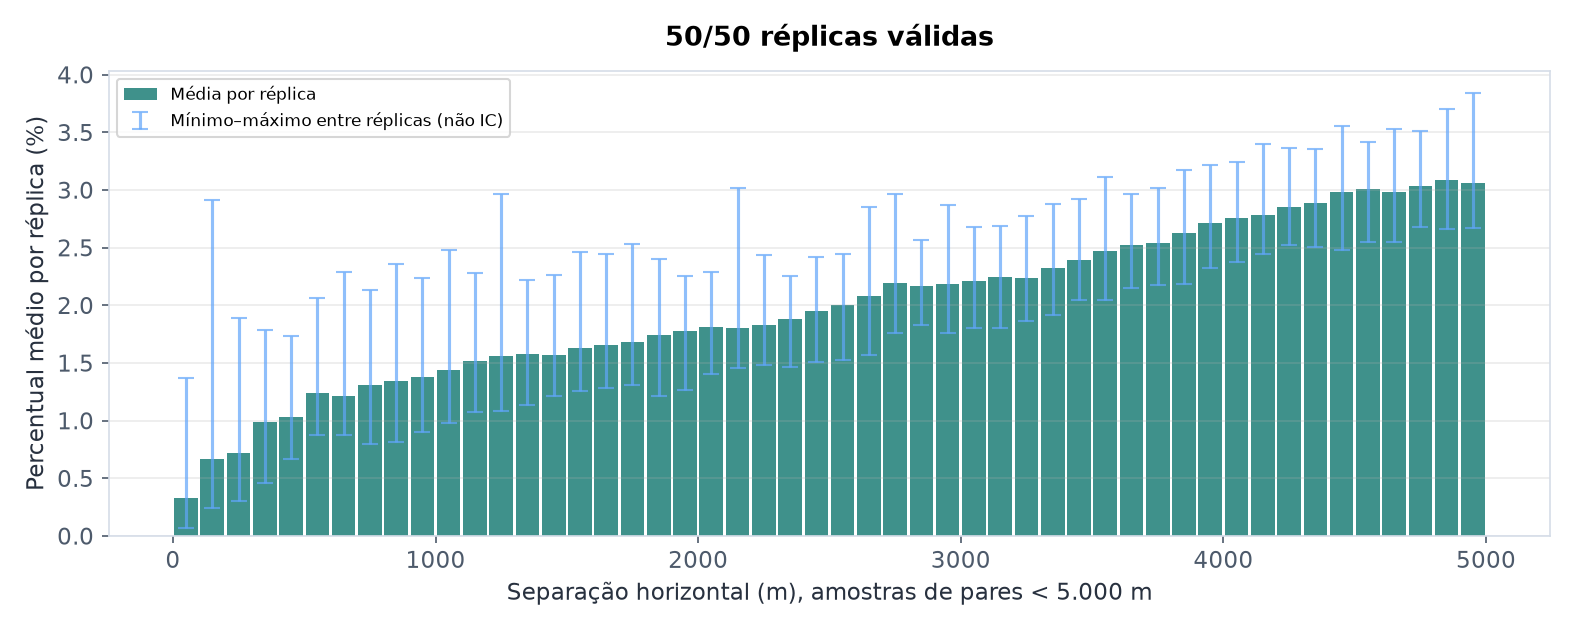 50/50 réplicas válidas
Média por réplica
Mínimo–máximo entre réplicas (não IC)
Percentual médio por réplica (%)
4.0
3.5
3.0
2.5
2.0
1.5
1.0
0.5
0.0
0 1000 2000 3000 4000 5000
Separação horizontal (m), amostras de pares < 5.000 m